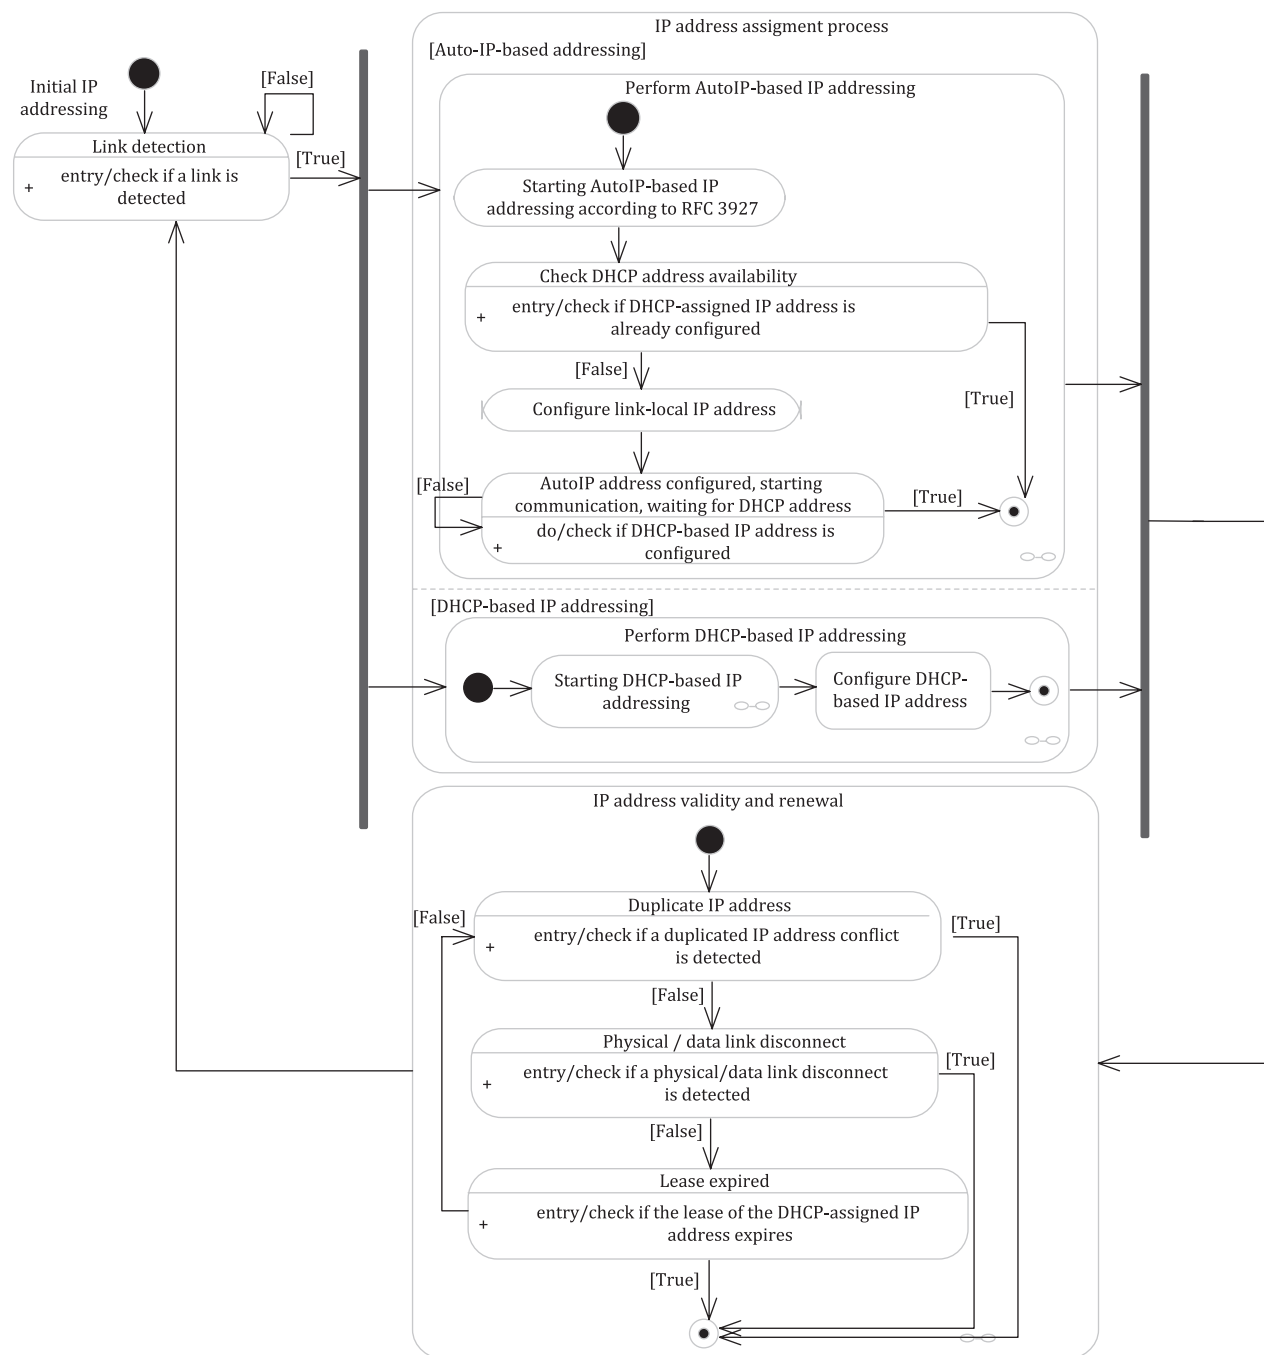 IP address assigment process
[Auto-IP-based addressing]
Initial IP
addressing
[False]
Perform AutoIP-based IP addressing
Link detection
[True]
+ entry/check if a link is
detected
Starting AutoIP-based IP
addressing according to RFC 3927
Check DHCP address availability
+ entry/check if DHCP-assigned IP address is
already configured
[False]
[True]
Configure link-local IP address
[False]
AutoIP address configured, starting
communication, waiting for DHCP address
[True]
+ do/check if DHCP-based IP address is
configured
[DHCP-based IP addressing]
Perform DHCP-based IP addressing
Starting DHCP-based IP
addressing
Configure DHCP-
based IP address
IP address validity and renewal
Duplicate IP address
[False]
[True]
+ entry/check if a duplicated IP address conflict
is detected
[False]
Physical / data link disconnect
[True]
+ entry/check if a physical/data link disconnect
is detected
[False]
Lease expired
+ entry/check if the lease of the DHCP-assigned IP
address expires
[True]